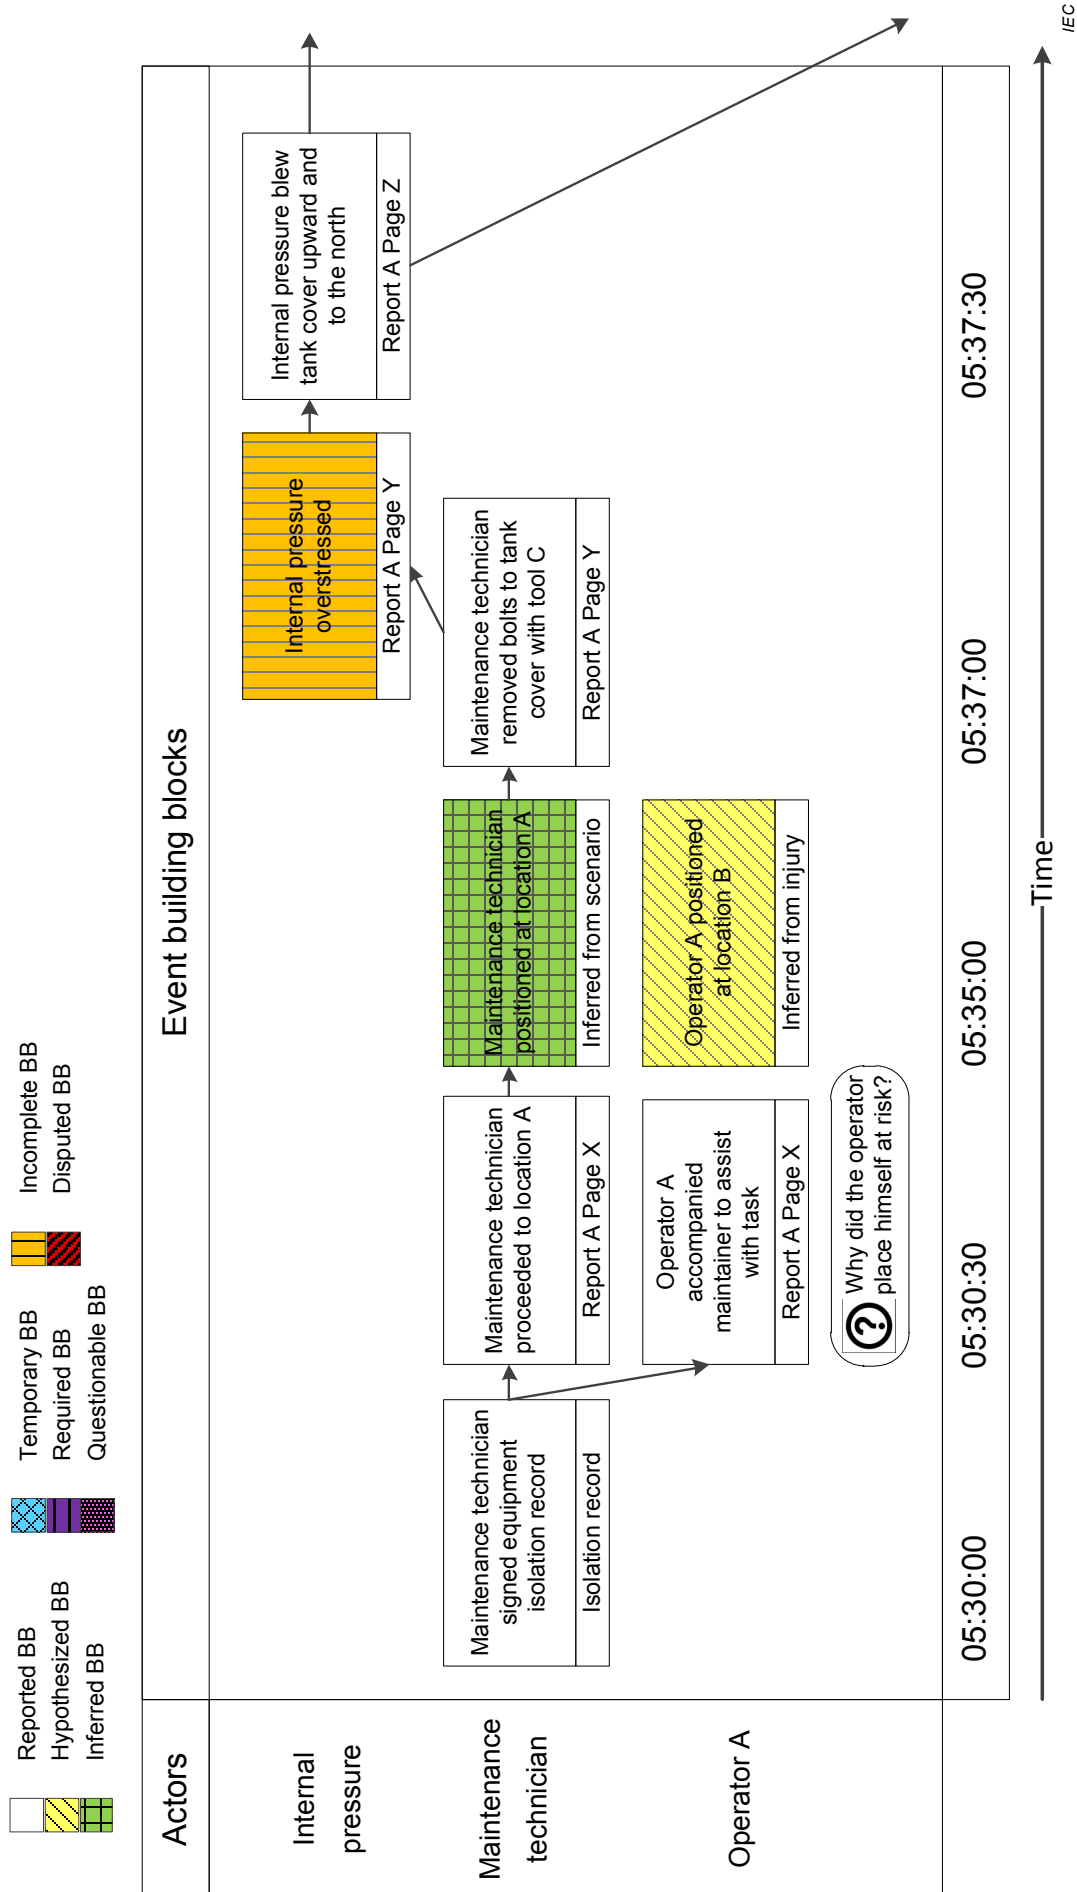 Reported BB
Hypothesized BB
Inferred BB
Temporary BB
Required BB
Questionable BB
Incomplete BB
Disputed BB
Actors
Event building blocks
Internal
pressure
Internal pressure
overstressed
Report A Page Y
Internal pressure blew
tank cover upward and
to the north
Report A Page Z
Maintenance
technician
Maintenance technician
signed equipment
isolation record
Isolation record
Maintenance technician
proceeded to location A
Report A Page X
Maintenance technician
positioned at location A
Inferred from scenario
Maintenance technician
removed bolts to tank
cover with tool C
Report A Page Y
Operator A
Operator A
accompanied
maintainer to assist
with task
Report A Page X
Operator A positioned
at location B
Inferred from injury
?
Why did the operator
place himself at risk?
05:30:00
05:30:30
05:35:00
05:37:00
05:37:30
Time
IEC